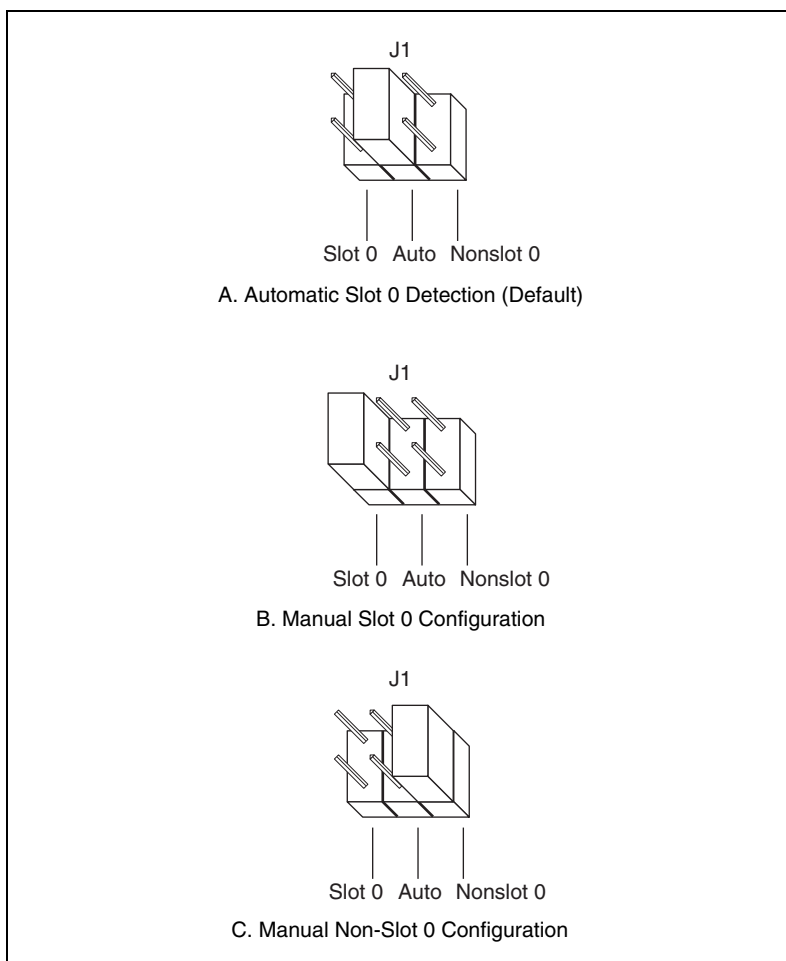 J1
Slot 0 Auto Nonslot 0
A. Automatic Slot 0 Detection (Default)
J1
Slot 0 Auto Nonslot 0
B. Manual Slot 0 Configuration
J1
Slot 0 Auto Nonslot 0
C. Manual Non-Slot 0 Configuration